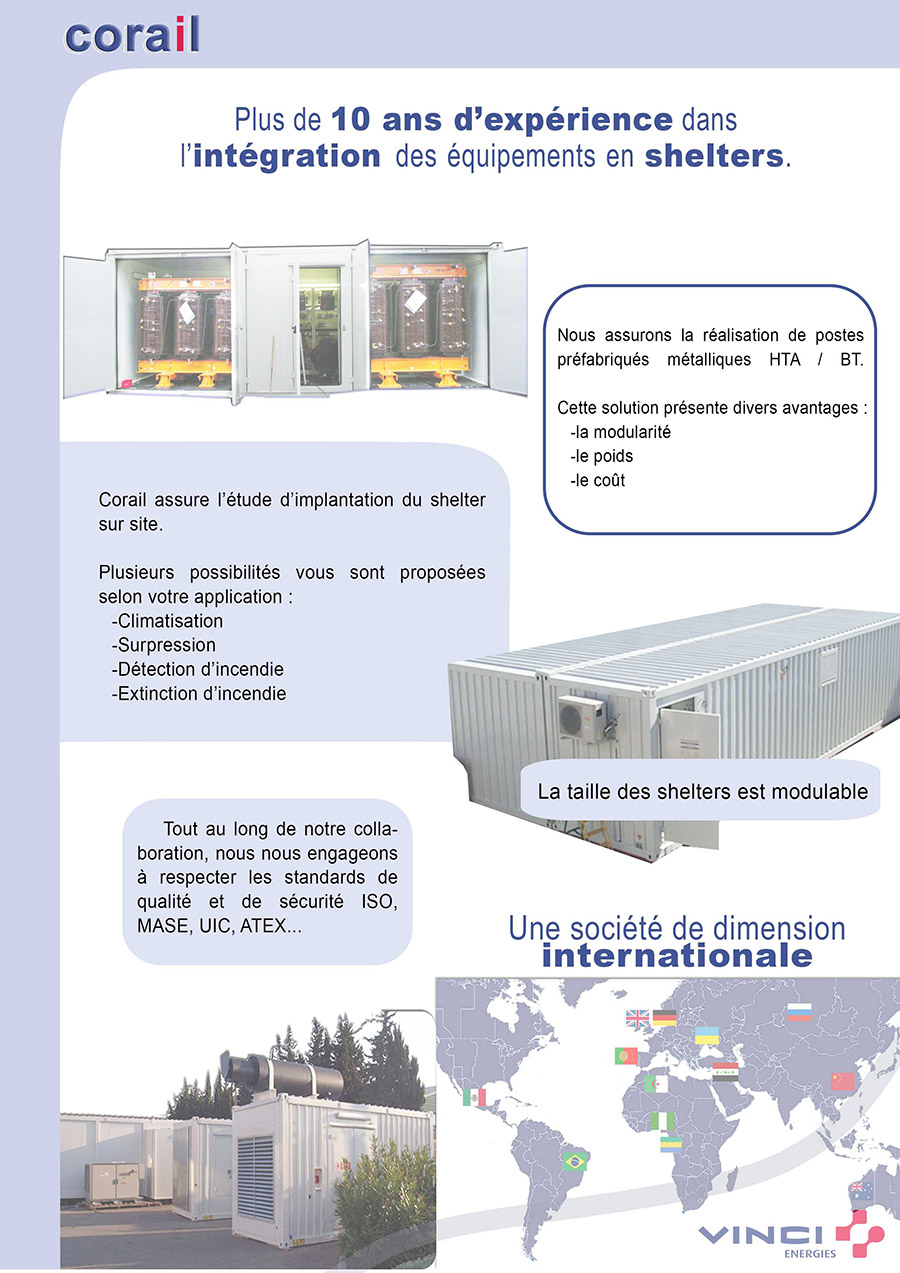 corail
Plus de 10 ans d'expérience dans
l'intégration des équipements en shelters.
Nous assurons la réalisation de postes
préfabriqués métalliques HTA / BT.
Cette solution présente divers avantages :
-la modularité
-le poids
-le coût
Corail assure l'étude d'implantation du shelter
sur site.
Plusieurs possibilités vous sont proposées
selon votre application :
-Climatisation
-Surpression
-Détection d'incendie
-Extinction d'incendie
La taille des shelters est modulable
Tout au long de notre colla-
boration, nous nous engageons
à respecter les standards de
qualité et de sécurité ISO,
MASE, UIC, ATEX...
Une société de dimension
internationale
VINCI
ENERGIES